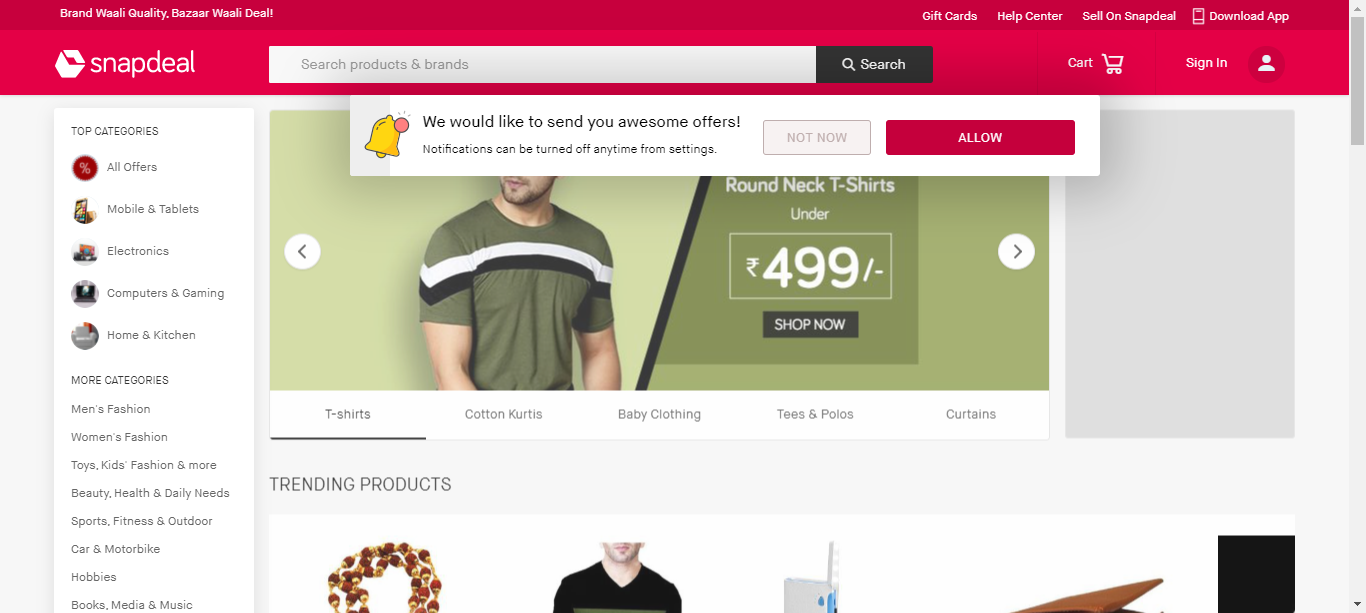 Brand Waali Quality, Bazaar Waali Deal!
Gift Cards
Help Center
Sell On Snapdeal
Download App
snapdeal
Search products & brands
Search
Cart
Sign In
We would like to send you awesome offers!
Notifications can be turned off anytime from settings.
NOT NOW
ALLOW
TOP CATEGORIES
%
All Offers
Mobile & Tablets
Electronics
Computers & Gaming
Home & Kitchen
MORE CATEGORIES
Men's Fashion
Women's Fashion
Toys, Kids' Fashion & more
Beauty, Health & Daily Needs
Sports, Fitness & Outdoor
Car & Motorbike
Hobbies
Books, Media & Music
Round Neck T-Shirts
Under
₹499/-
SHOP NOW
T-shirts
Cotton Kurtis
Baby Clothing
Tees & Polos
Curtains
TRENDING PRODUCTS